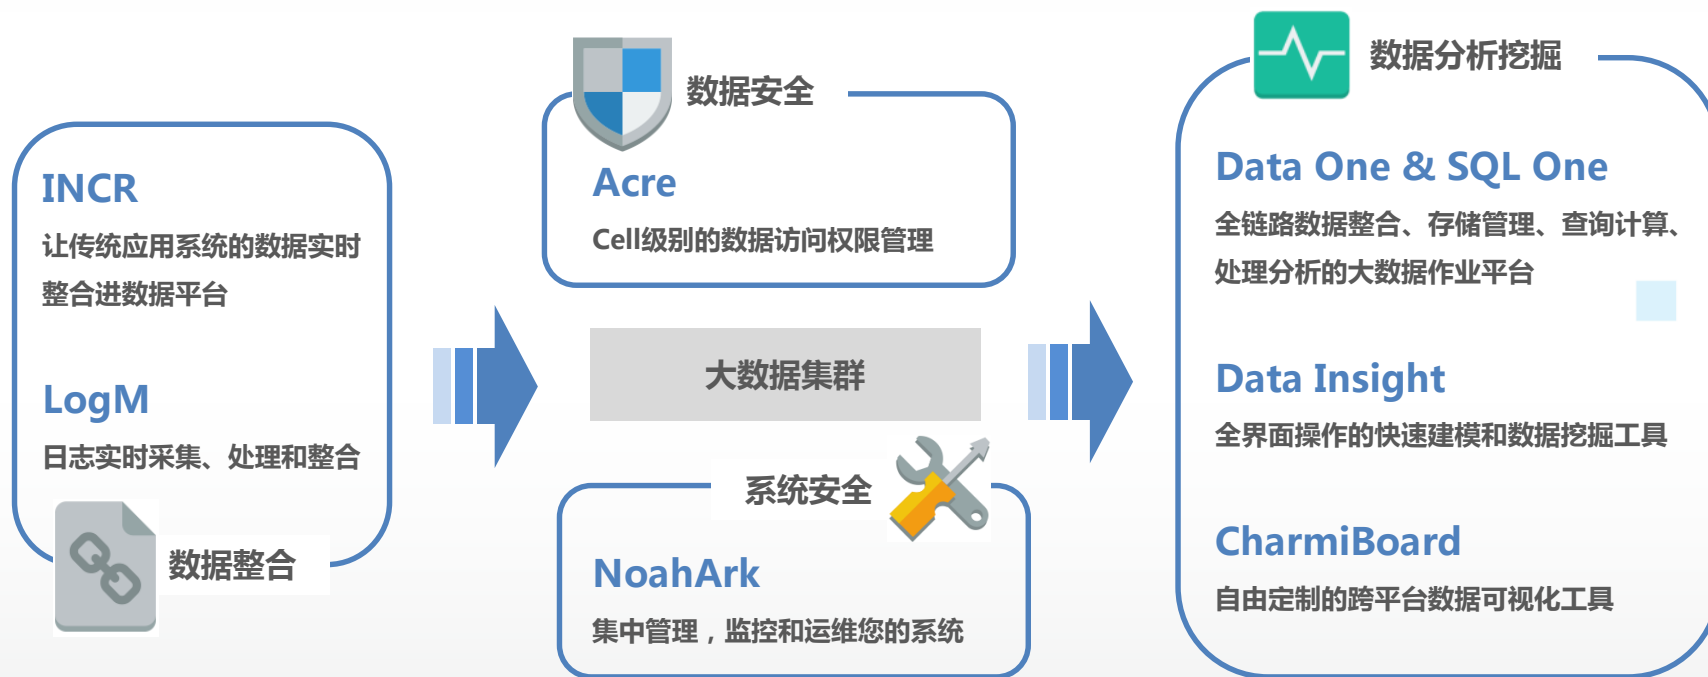 INCR
让传统应用系统的数据实时
整合进数据平台
LogM
日志实时采集、处理和整合
数据整合
数据安全
Acre
Cell级别的数据访问权限管理
大数据集群
系统安全
NoahArk
集中管理，监控和运维您的系统
数据分析挖掘
Data One & SQL One
全链路数据整合、存储管理、查询计算、
处理分析的大数据作业平台
Data Insight
全界面操作的快速建模和数据挖掘工具
CharmiBoard
自由定制的跨平台数据可视化工具